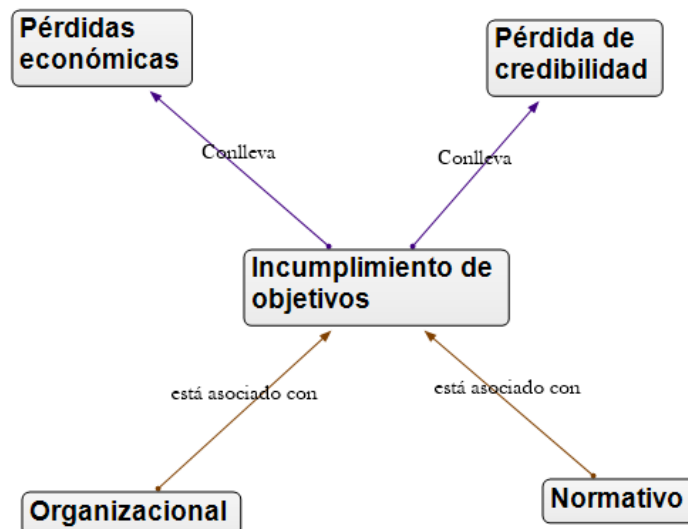 Pérdidas
económicas
Pérdida de
credibilidad
Conlleva
Conlleva
Incumplimiento de
objetivos
está asociado con
está asociado con
Organizacional
Normativo